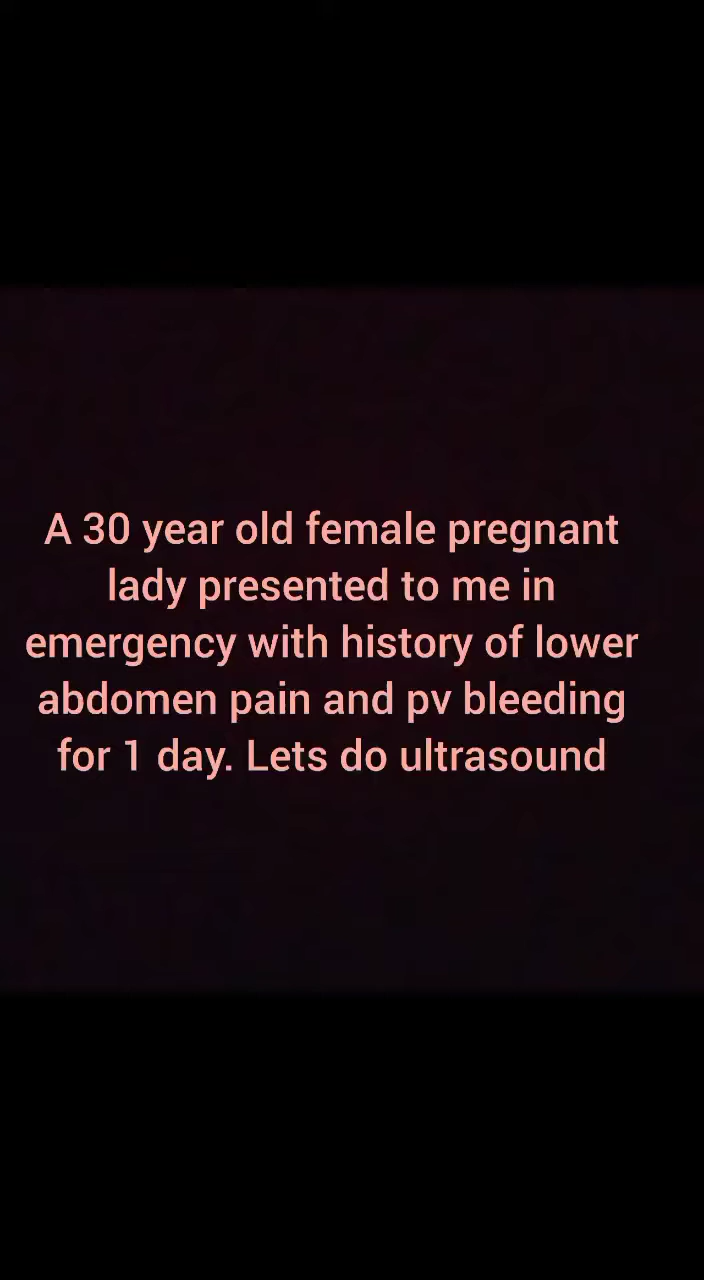 A 30 year old female pregnant
lady presented to me in
emergency with history of lower
abdomen pain and pv bleeding
for 1 day. Lets do ultrasound